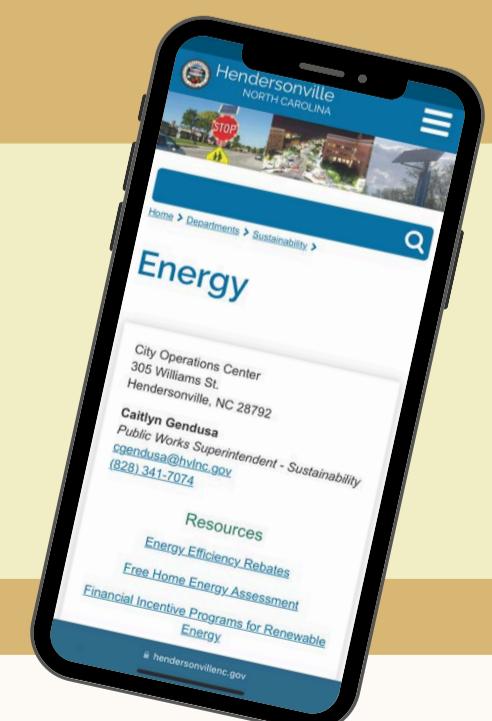 Hendersonville
NORTH CAROLINA
STOP
Home > Departments > Sustainability >
Energy
City Operations Center
305 Williams St.
Hendersonville, NC 28792
Caitlyn Gendusa
Public Works Superintendent - Sustainability
cgendusa@hvlnc.gov
(828) 341-7074
Resources
Energy Efficiency Rebates
Free Home Energy Assessment
Financial Incentive Programs for Renewable
Energy
hendersonvillenc.gov